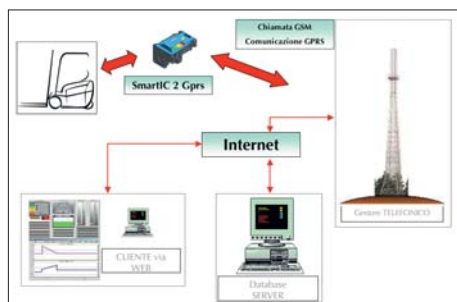 Chiamata GSM
Comunicazione GPRS
SmartIC 2 Gprs
Internet
Gestore TELEFONICO
CLIENTE via
WEB
Database
SERVER